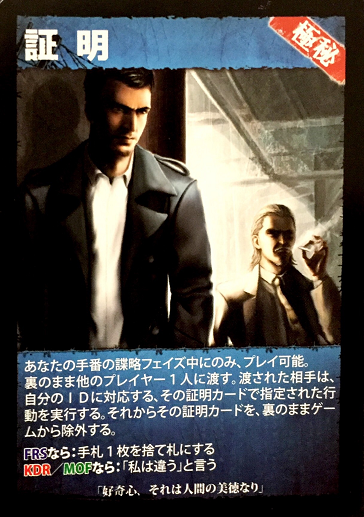 証明
極秘
あなたの手番の諜略フェイズ中にのみ、プレイ可能。
裏のまま他のプレイヤー１人に渡す。渡された相手は、
自分のＩＤに対応する、その証明カードで指定された行
動を実行する。それからその証明カードを、裏のままゲー
ムから除外する。
FRSなら：手札１枚を捨て札にする
KDR／MOFなら：「私は違う」と言う
「好奇心、それは人間の美徳なり」